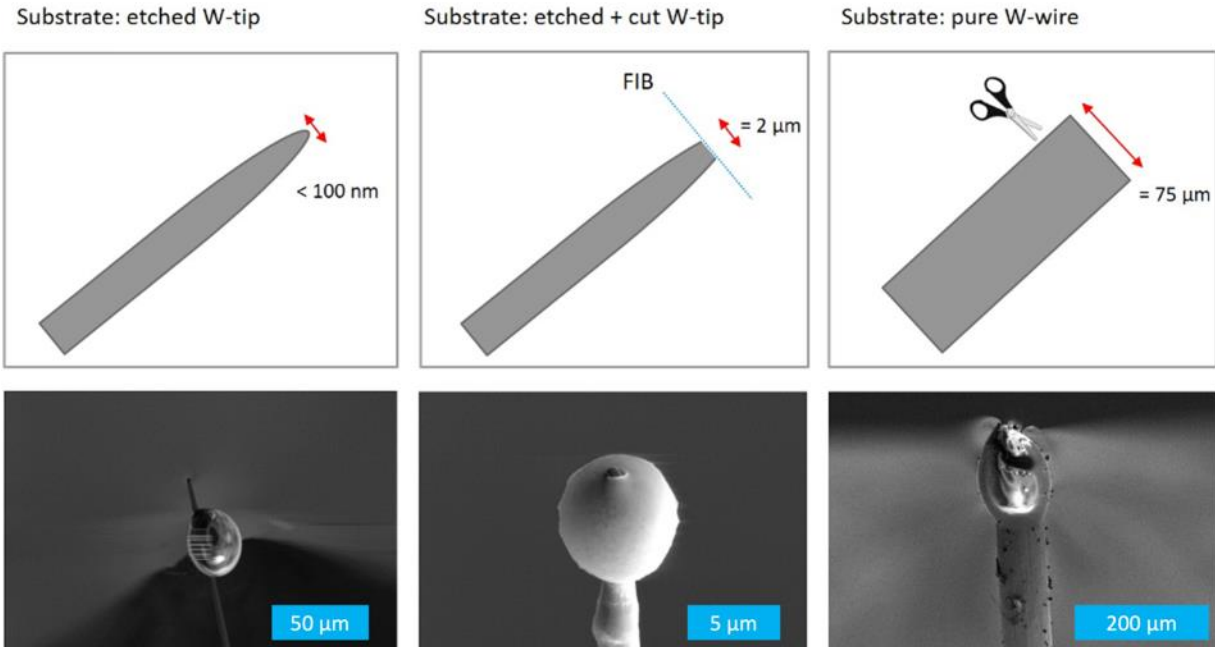 Substrate: etched W-tip
Substrate: etched + cut W-tip
Substrate: pure W-wire
< 100 nm
FIB
= 2 µm
= 75 µm
50 µm
5 µm
200 µm